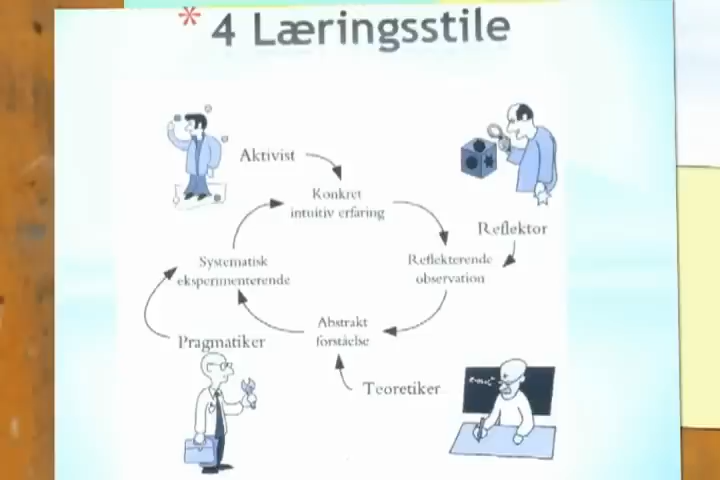 * 4 Læringsstile
Aktivist
Konkret
intuitiv erfaring
Reflektor
Reflekterende
observation
Systematisk
eksperimenterende
Abstrakt
forståelse
Pragmatiker
Teoretiker